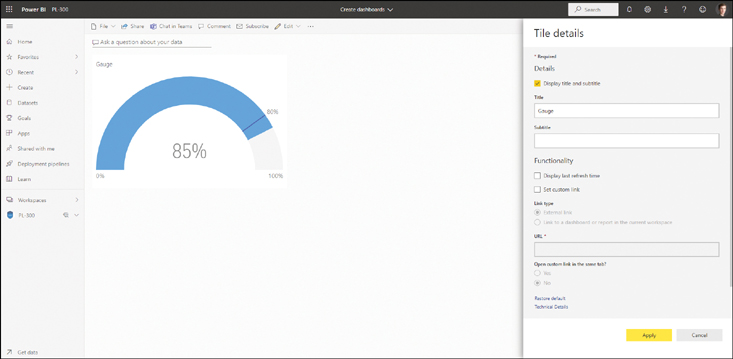 Power BI PL-300
Create dashboards
Search
File
Share
Chat in Teams
Comment
Subscribe
Edit
Home
Favorites
Recent
Create
Datasets
Goals
Apps
Shared with me
Deployment pipelines
Learn
Workspaces
PL-300
Get data
Ask a question about your data
Gauge
80%
85%
0%
100%
Tile details
* Required
Details
Display title and subtitle
Title
Gauge
Subtitle
Functionality
Display last refresh time
Set custom link
Link type
External link
Link to a dashboard or report in the current workspace
URL *
Open custom link in the same tab?
Yes
No
Restore default
Technical Details
Apply
Cancel